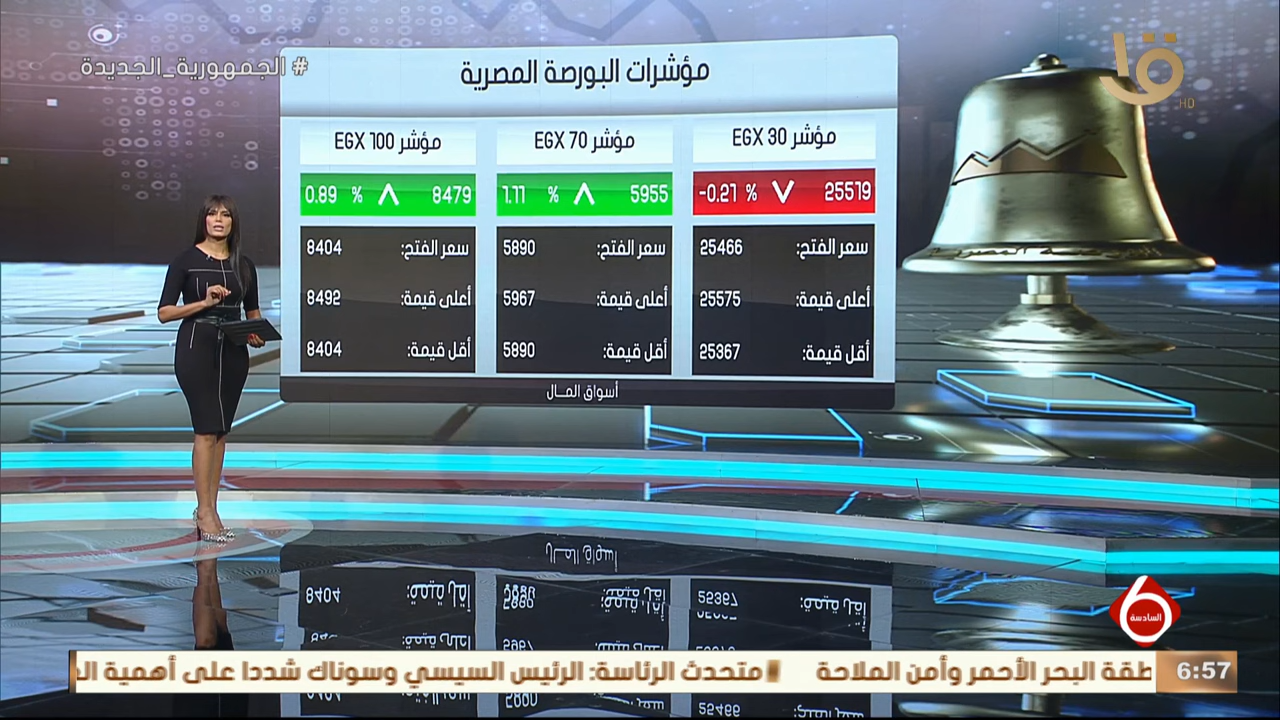 #الجمهورية_الجديدة
HD
مؤشرات البورصة المصرية
مؤشر EGX 30
25519 % -0.21
سعر الفتح: 25466
أعلى قيمة: 25575
أقل قيمة: 25367
مؤشر EGX 70
5955 % 1.11
سعر الفتح: 5890
أعلى قيمة: 5967
أقل قيمة: 5890
مؤشر EGX 100
8479 % 0.89
سعر الفتح: 8404
أعلى قيمة: 8492
أقل قيمة: 8404
أسواق المـال
السادسة
6:57
طقة البحر الأحمر وأمن الملاحة متحدث الرئاسة: الرئيس السيسي وسوناك شددا على أهمية الح